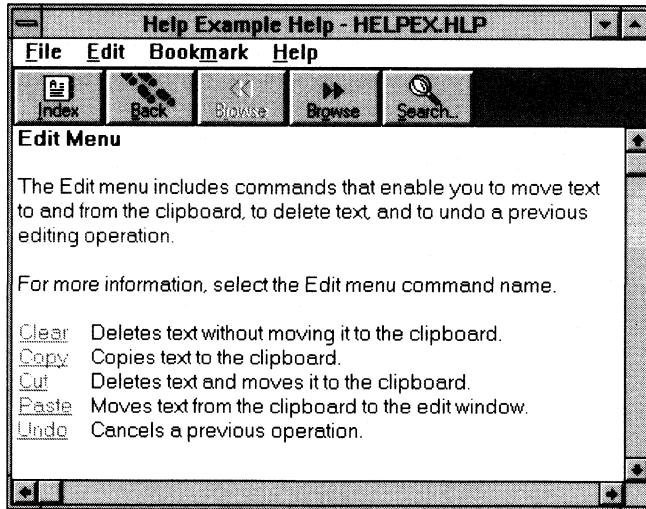 Help Example Help - HELPEX.HLP
File Edit Bookmark Help
Index Back Browse Browse Search...
Edit Menu
The Edit menu includes commands that enable you to move text
to and from the clipboard, to delete text, and to undo a previous
editing operation.
For more information, select the Edit menu command name.
Clear Deletes text without moving it to the clipboard.
Copy Copies text to the clipboard.
Cut Deletes text and moves it to the clipboard.
Paste Moves text from the clipboard to the edit window.
Undo Cancels a previous operation.